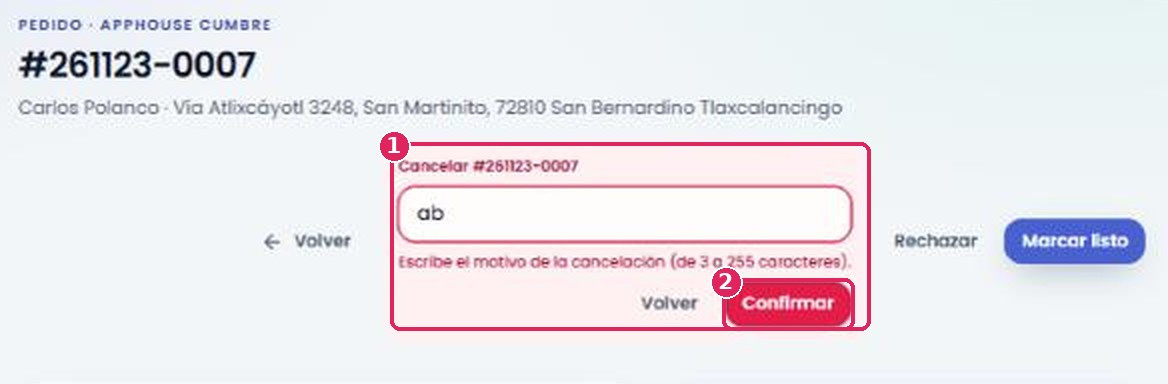 PEDIDO · APPHOUSE CUMBRE
#261123-0007
Carlos Polanco · Vía Atlixcáyotl 3248, San Martinito, 72810 San Bernardino Tlaxcalancingo
1
Cancelar #261123-0007
ab
← Volver
Rechazar
Marcar listo
Escribe el motivo de la cancelación (de 3 a 255 caracteres).
2
Volver
Confirmar